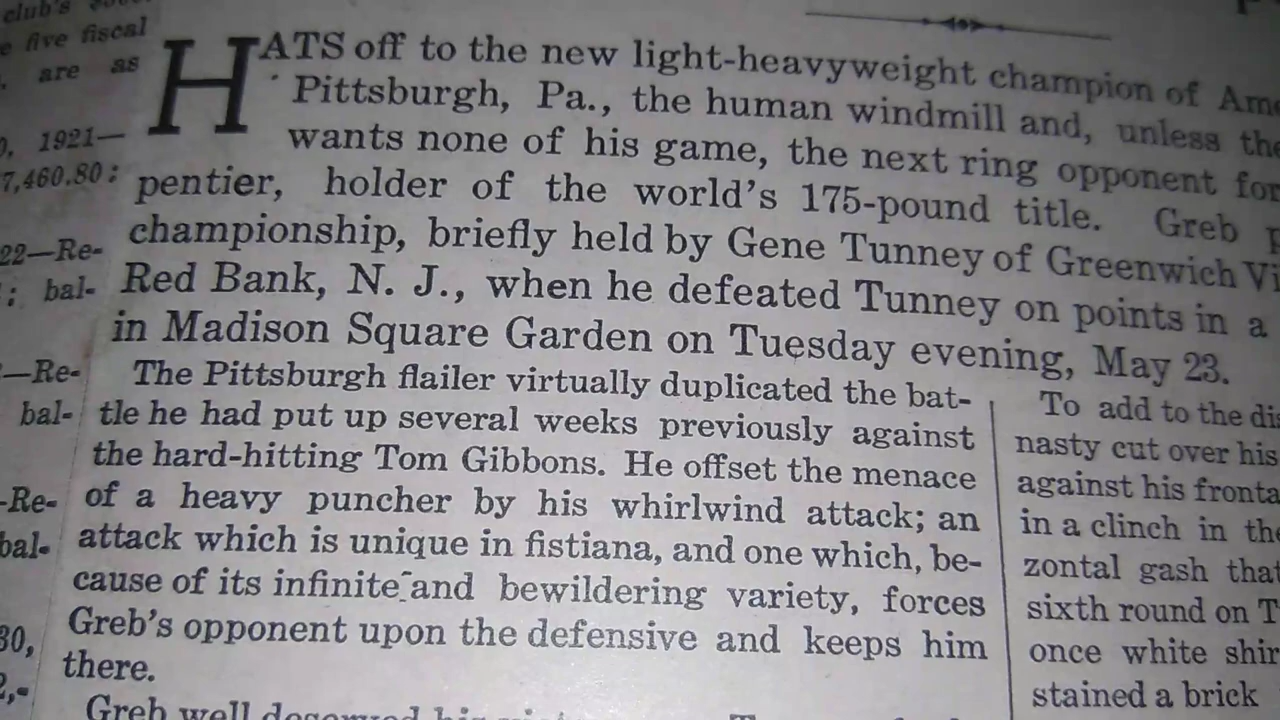 club's
e five fiscal
are as
0, 1921—
7,460.80;
22—Re-
; bal-
—Re-
bal-
-Re-
bal-
30,
2,-
HATS off to the new light-heavyweight champion of
Pittsburgh, Pa., the human windmill and, unless
wants none of his game, the next ring opponent for
pentier, holder of the world's 175-pound title. Greb
championship, briefly held by Gene Tunney of Greenwich
Red Bank, N. J., when he defeated Tunney on points in a
in Madison Square Garden on Tuesday evening, May 23.
The Pittsburgh flailer virtually duplicated the bat-
tle he had put up several weeks previously against
the hard-hitting Tom Gibbons. He offset the menace
of a heavy puncher by his whirlwind attack; an
attack which is unique in fistiana, and one which, be-
cause of its infinite and bewildering variety, forces
Greb's opponent upon the defensive and keeps him
there.
Greb well deserved his
To add to the
nasty cut over his
against his
in a clinch in
zontal gash that
sixth round on
once white
stained a brick